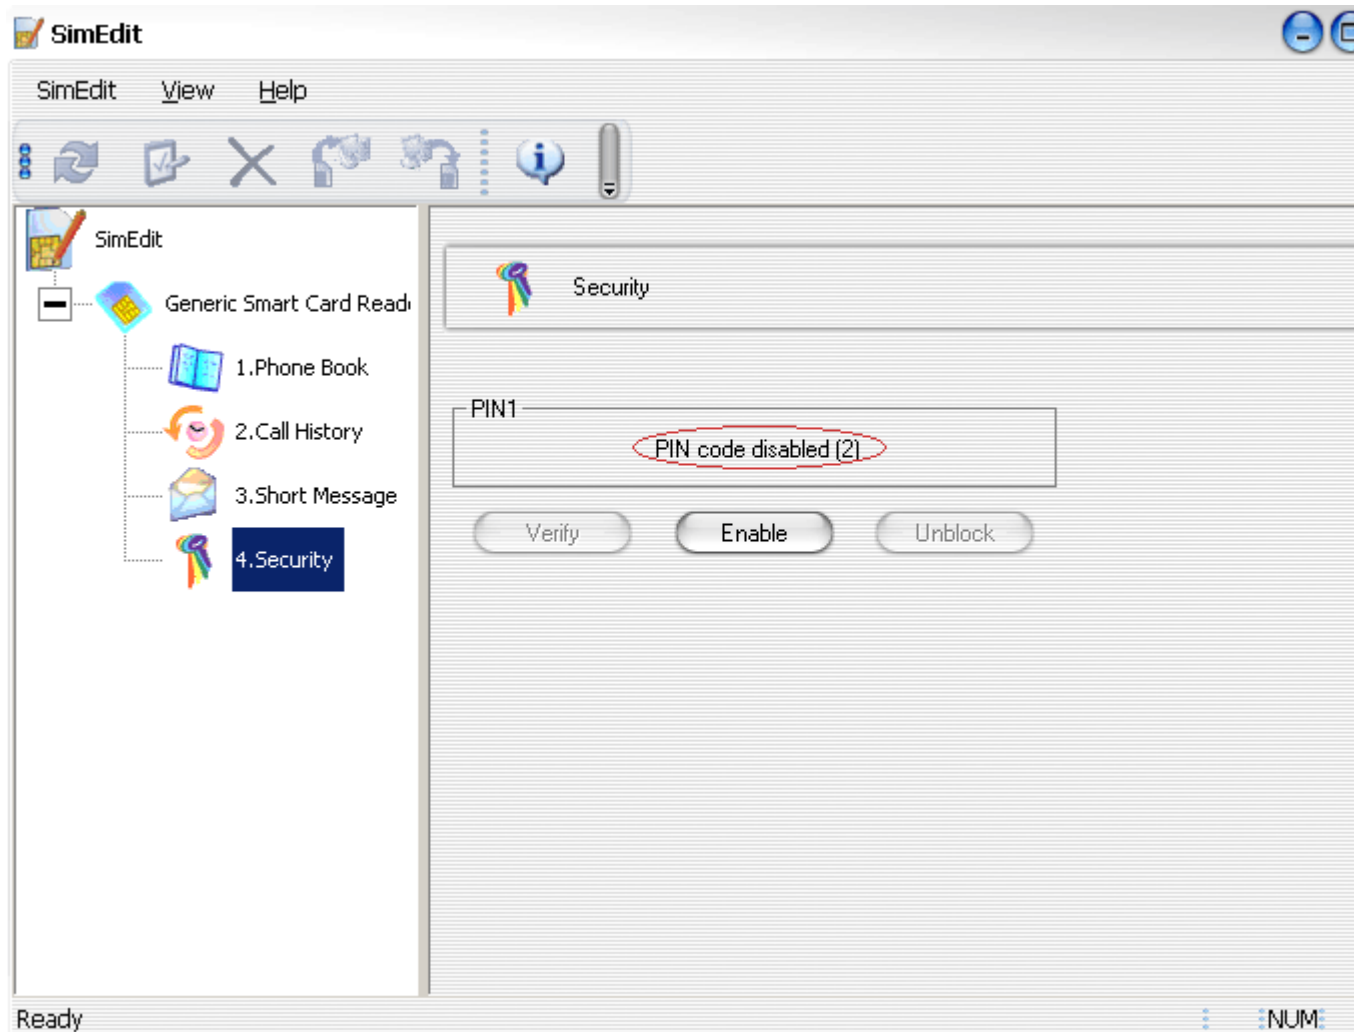 SimEdit
SimEdit View Help
SimEdit
Generic Smart Card Read
1.Phone Book
2.Call History
3.Short Message
4.Security
Security
PIN1
PIN code disabled (2)
Verify Enable Unblock
Ready NUM